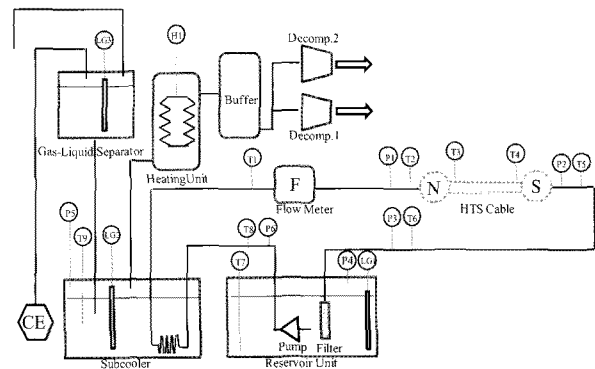 Decomp.2
LG3
H1
Buffer
Decomp.1
Gas-Liquid Separator
HeatingUnit
T1
F
Flow Meter
P1
T2
T3
T4
P2
T5
N
S
HTS Cable
P5
T9
LG2
T8
P6
P3
T6
T7
P4
LG
CE
Pump
Filter
Subcooler
Reservoir Unit